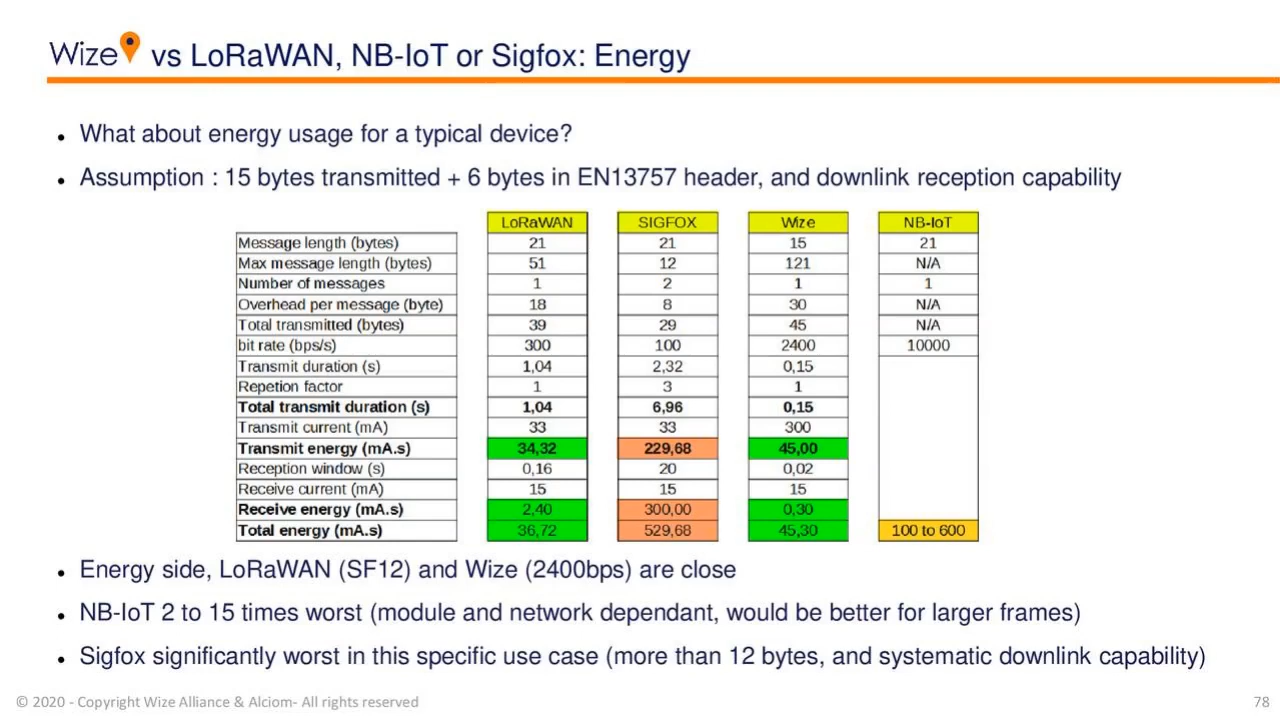 Wize vs LoRaWAN, NB-IoT or Sigfox: Energy
What about energy usage for a typical device?
Assumption : 15 bytes transmitted + 6 bytes in EN13757 header, and downlink reception capability
LoRaWAN SIGFOX Wize NB-IoT
Message length (bytes) 21 21 15 21
Max message length (bytes) 51 12 121 N/A
Number of messages 1 2 1 1
Overhead per message (byte) 18 8 30 N/A
Total transmitted (bytes) 39 29 45 N/A
bit rate (bps/s) 300 100 2400 10000
Transmit duration (s) 1,04 2,32 0,15
Repetion factor 1 3 1
Total transmit duration (s) 1,04 6,96 0,15
Transmit current (mA) 33 33 300
Transmit energy (mA.s) 34,32 229,68 45,00
Reception window (s) 0,16 20 0,02
Receive current (mA) 15 15 15
Receive energy (mA.s) 2,40 300,00 0,30
Total energy (mA.s) 36,72 529,68 45,30 100 to 600
Energy side, LoRaWAN (SF12) and Wize (2400bps) are close
NB-IoT 2 to 15 times worst (module and network dependant, would be better for larger frames)
Sigfox significantly worst in this specific use case (more than 12 bytes, and systematic downlink capability)
© 2020 - Copyright Wize Alliance & Alciom- All rights reserved
78